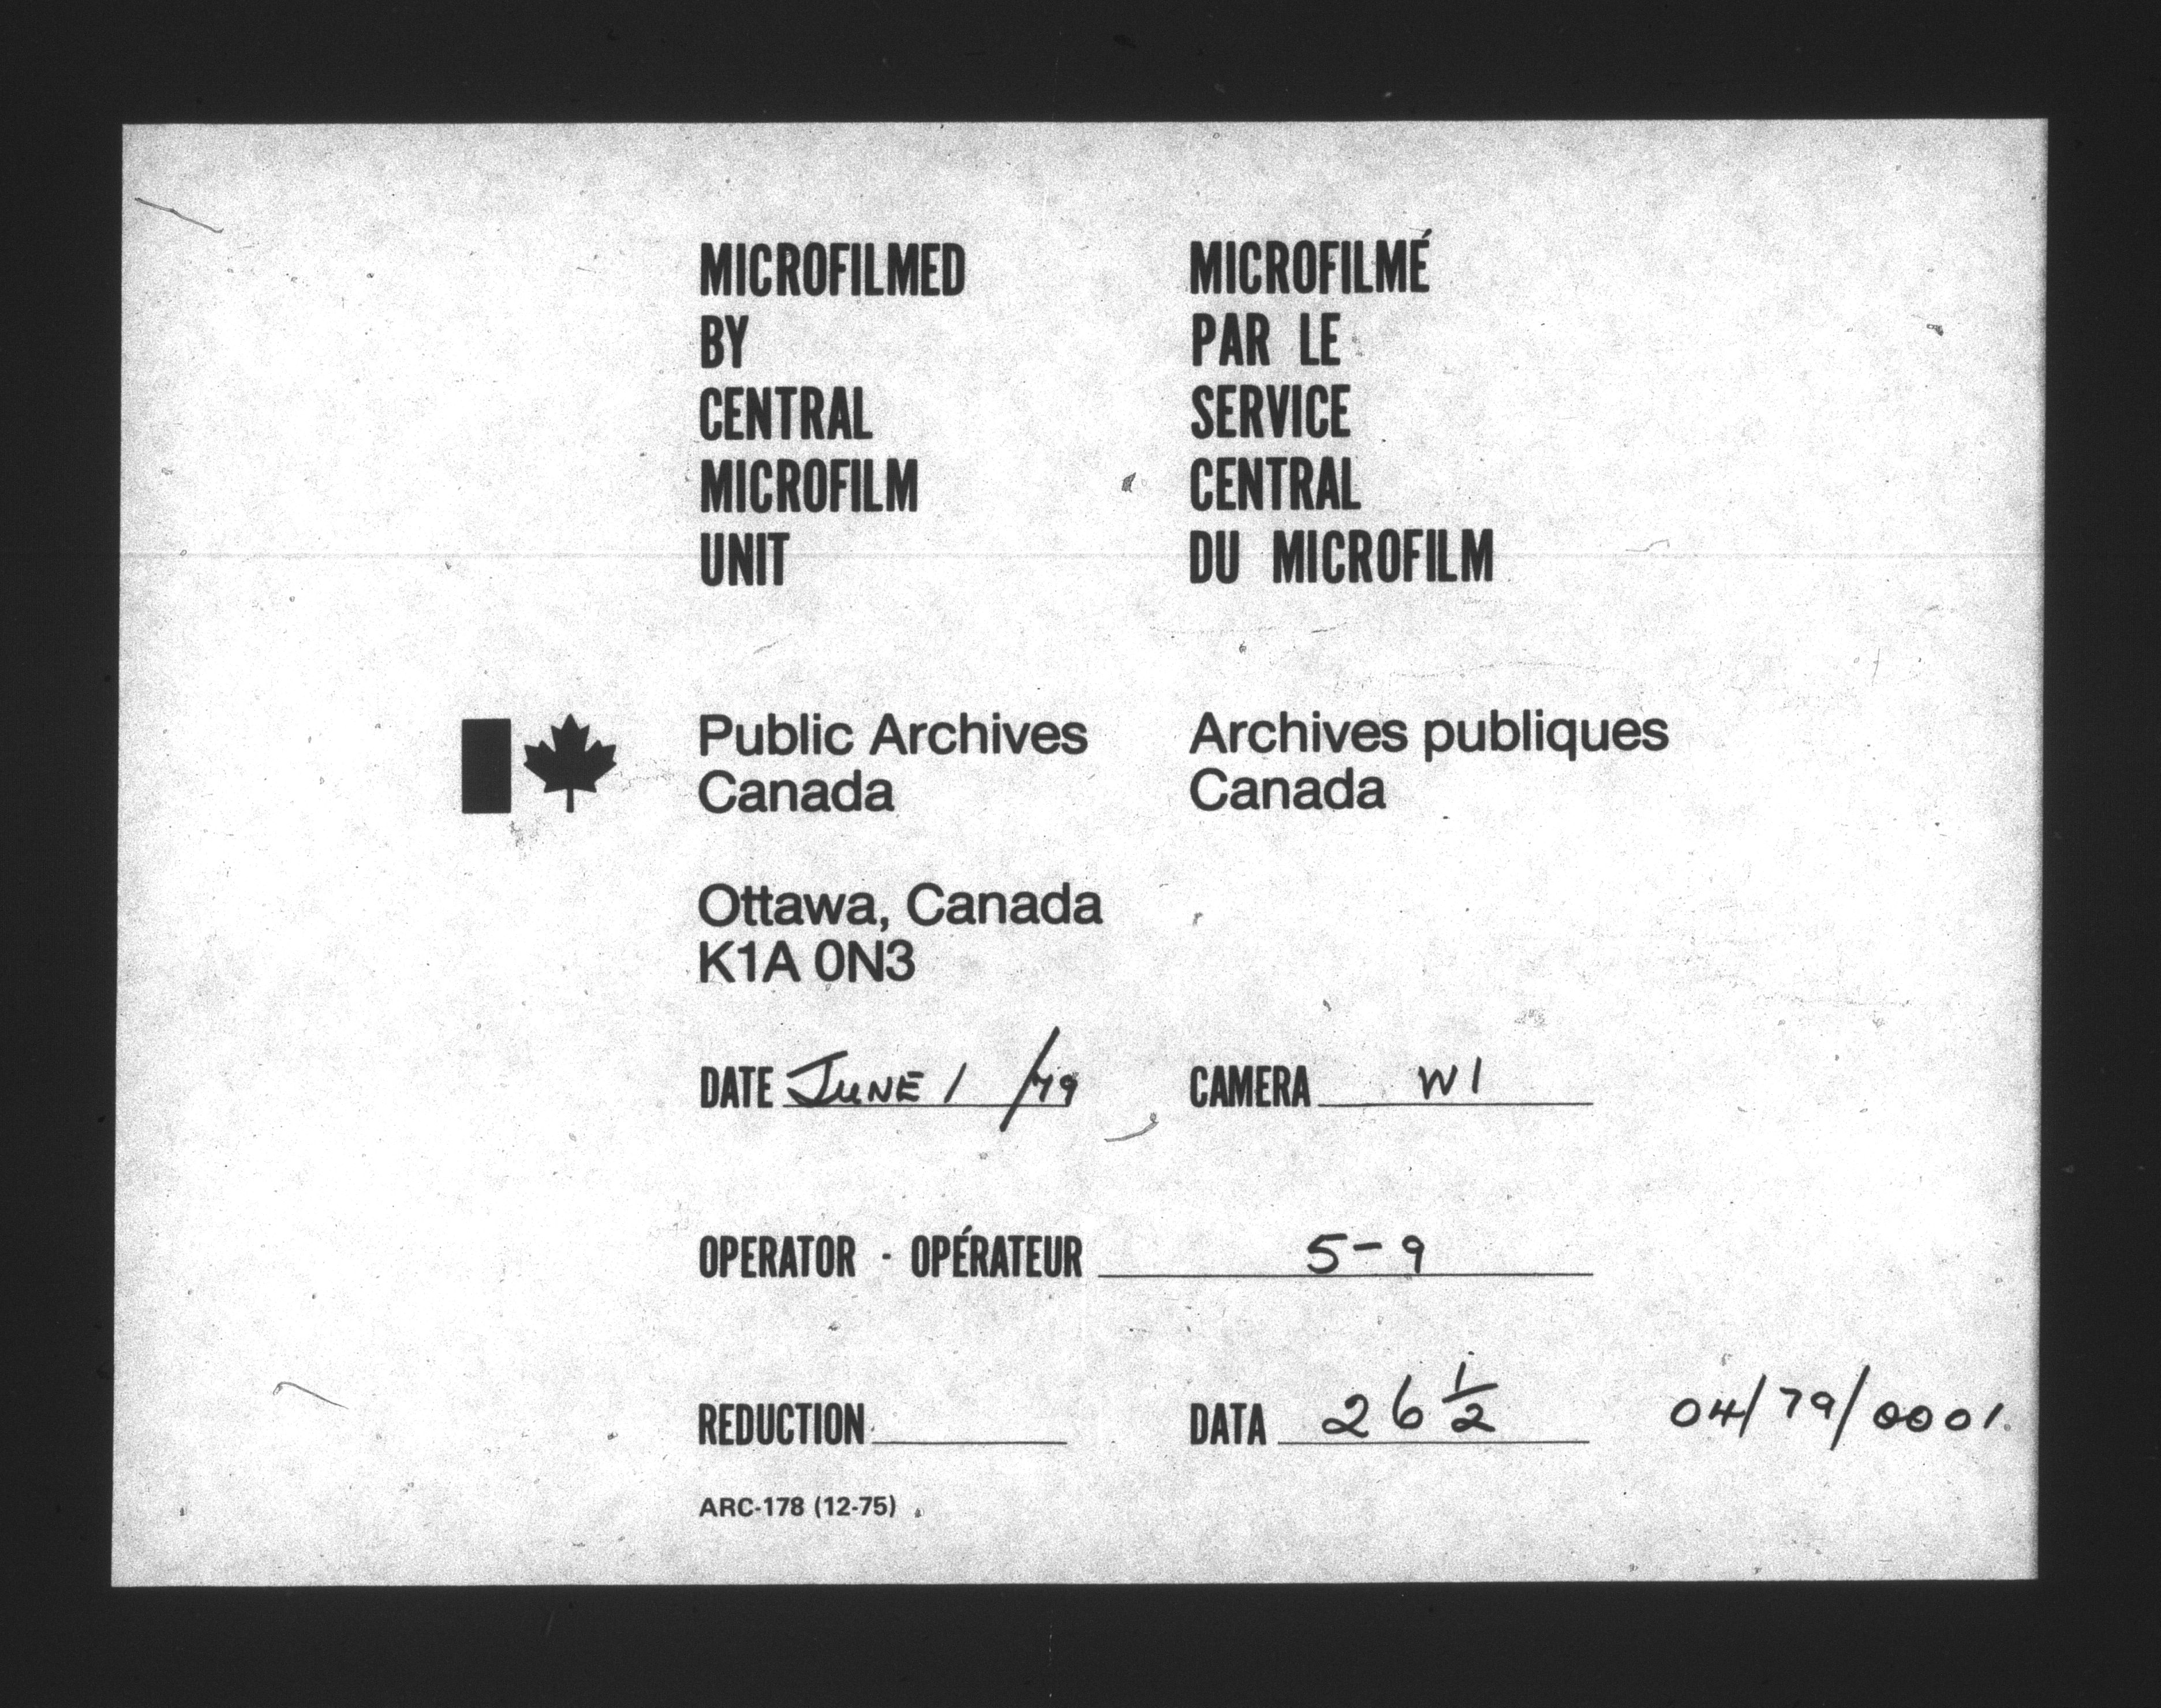 MICROFILMED
BY
CENTRAL
MICROFILM
UNIT
MICROFILMÉ
PAR LE
SERVICE
CENTRAL
DU MICROFILM
Public Archives
Canada
Archives publiques
Canada
Ottawa, Canada
K1A 0N3
DATE JUNE 1 /79
CAMERA W1
OPERATOR - OPÉRATEUR 5-9
REDUCTION
DATA 26 1/2 04/79/0001.
ARC-178 (12-75)